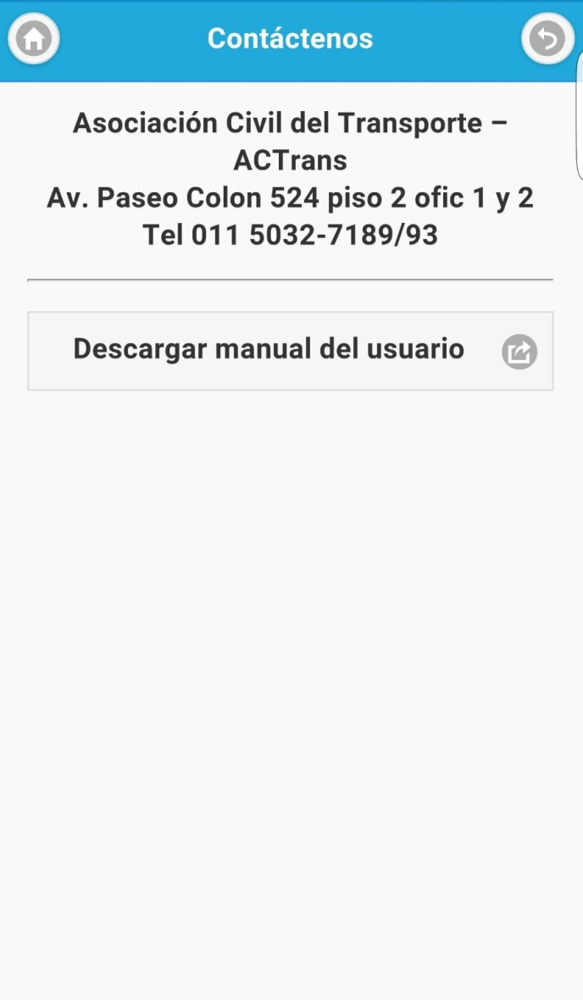 Contáctenos
Asociación Civil del Transporte –
ACTrans
Av. Paseo Colon 524 piso 2 ofic 1 y 2
Tel 011 5032-7189/93
Descargar manual del usuario